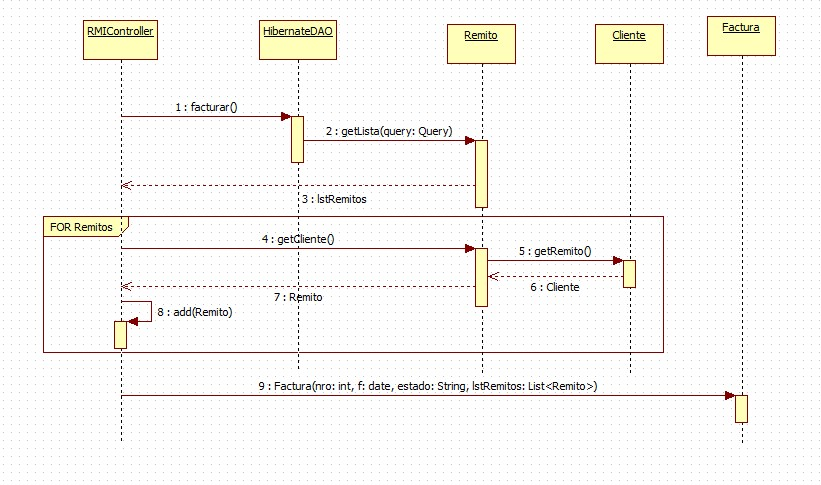 RMIController
HibernateDAO
Remito
Cliente
Factura
1 : facturar()
2 : getLista(query: Query)
3 : lstRemitos
FOR Remitos
4 : getCliente()
5 : getRemito()
6 : Cliente
7 : Remito
8 : add(Remito)
9 : Factura(nro: int, f: date, estado: String, lstRemitos: List<Remito>)